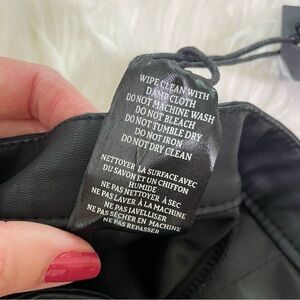 WIPE CLEAN WITH
DAMP CLOTH
DO NOT MACHINE WASH
DO NOT BLEACH
DO NOT TUMBLE DRY
DO NOT IRON
DO NOT DRY CLEAN
NETTOYER LA SURFACE AVEC
DU SAVON ET UN CHIFFON
HUMIDE
NE PAS NETTOYER À SEC
NE PAS LAVER À LA MACHINE
NE PAS JAVELLISER
NE PAS SÉCHER EN MACHINE
NE PAS REPASSER